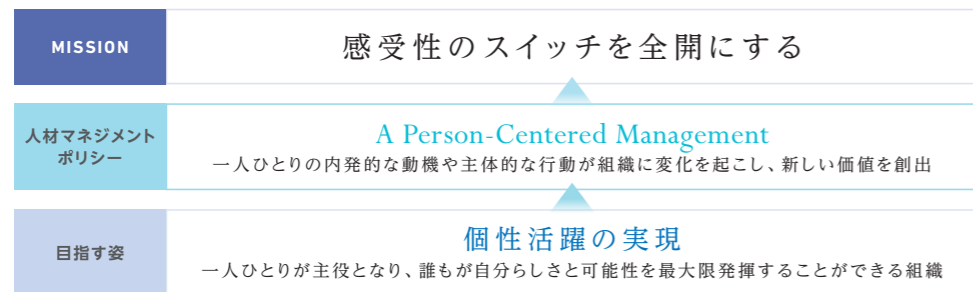 MISSION
感受性のスイッチを全開にする
人材マネジメント
ポリシー
A Person-Centered Management
一人ひとりの内発的な動機や主体的な行動が組織に変化を起こし、新しい価値を創出
目指す姿
個性活躍の実現
一人ひとりが主役となり、誰もが自分らしさと可能性を最大限発揮することができる組織